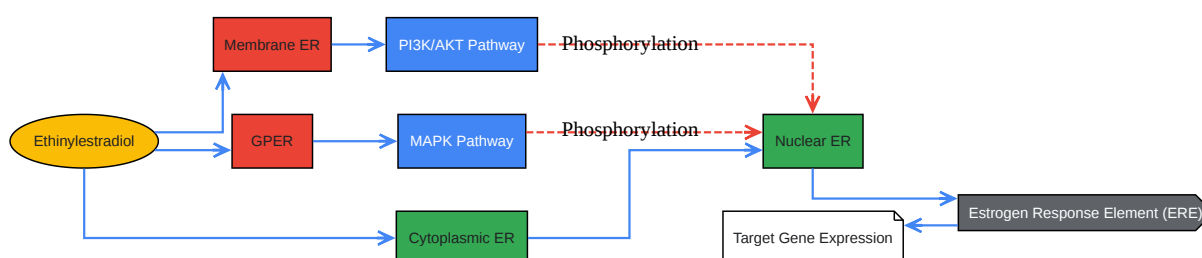 Membrane ER
PI3K/AKT Pathway
Phosphorylation
Ethinylestradiol
GPER
MAPK Pathway
Phosphorylation
Nuclear ER
Cytoplasmic ER
Estrogen Response Element (ERE)
Target Gene Expression